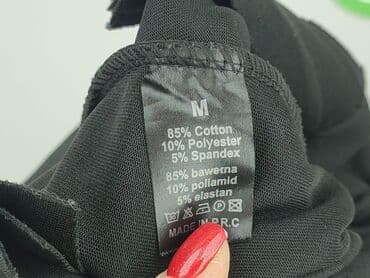 M
85% Cotton
10% Polyester
5% Spandex
85% bawełna
10% poliamid
5% elastan
MADE IN P.R.C